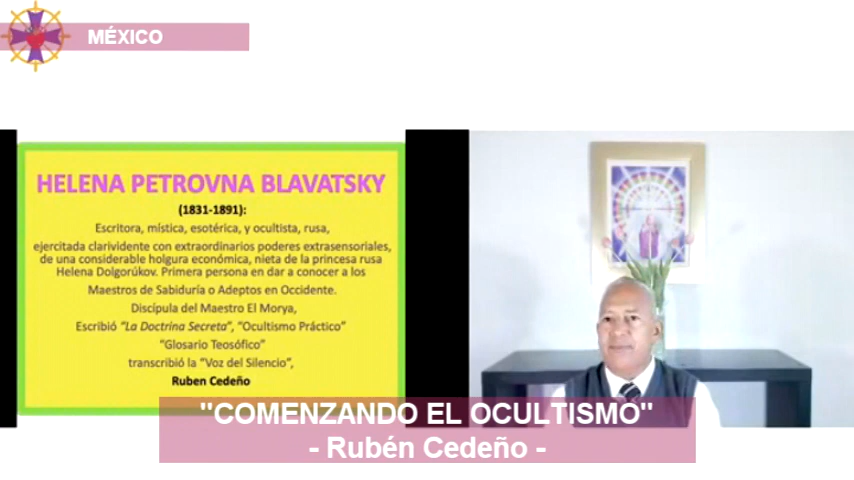 MÉXICO
HELENA PETROVNA BLAVATSKY
(1831-1891):
Escritora, mística, esotérica, y ocultista, rusa,
ejercitada clarividente con extraordinarios poderes extrasensoriales,
de una considerable holgura económica, nieta de la princesa rusa
Helena Dolgorúkov. Primera persona en dar a conocer a los
Maestros de Sabiduría o Adeptos en Occidente.
Discípula del Maestro El Morya,
Escribió "La Doctrina Secreta", "Ocultismo Práctico"
"Glosario Teosófico"
transcribió la "Voz del Silencio",
Ruben Cedeño
"COMENZANDO EL OCULTISMO"
- Rubén Cedeño -